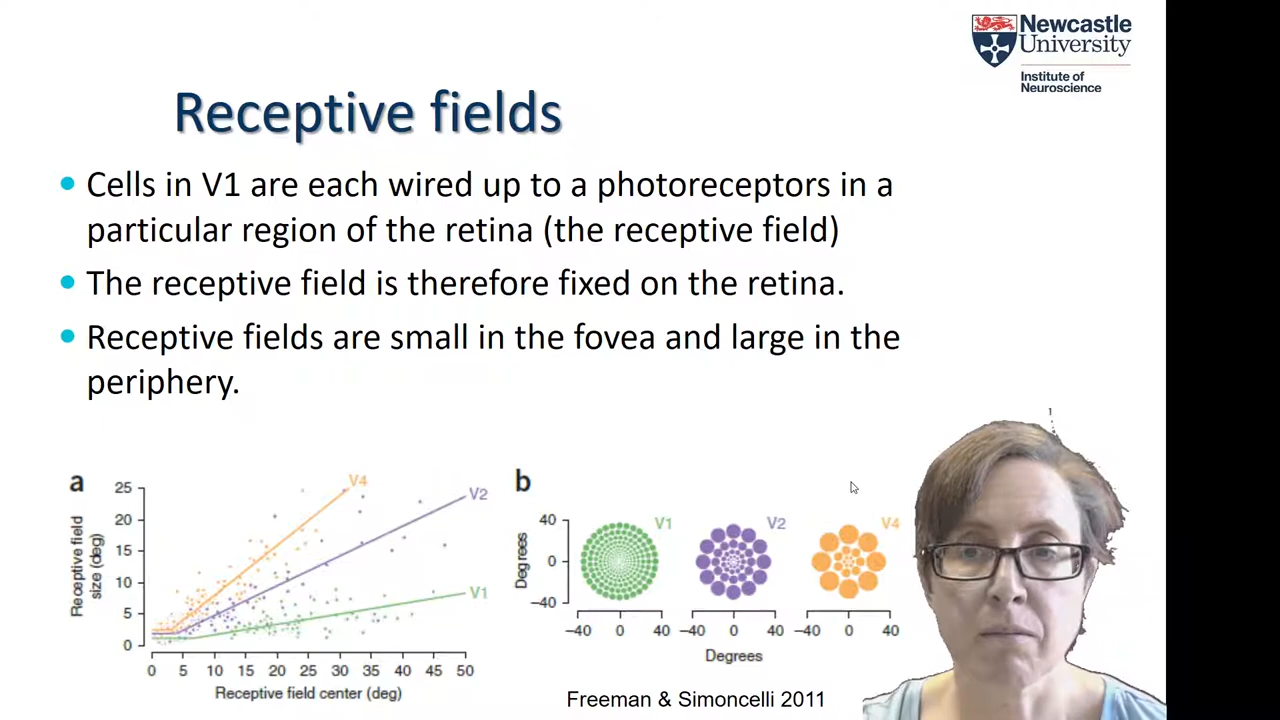 Newcastle
University
Institute of
Neuroscience
Receptive fields
• Cells in V1 are each wired up to a photoreceptors in a
particular region of the retina (the receptive field)
• The receptive field is therefore fixed on the retina.
• Receptive fields are small in the fovea and large in the
periphery.
a
Receptive field
size (deg)
25
20
15
10
5
0
V4
V2
V1
0 5 10 15 20 25 30 35 40 45 50
Receptive field center (deg)
b
Degrees
40
0
−40
V1 V2 V4
−40 0 40 −40 0 40 −40 0 40
Degrees
Freeman & Simoncelli 2011